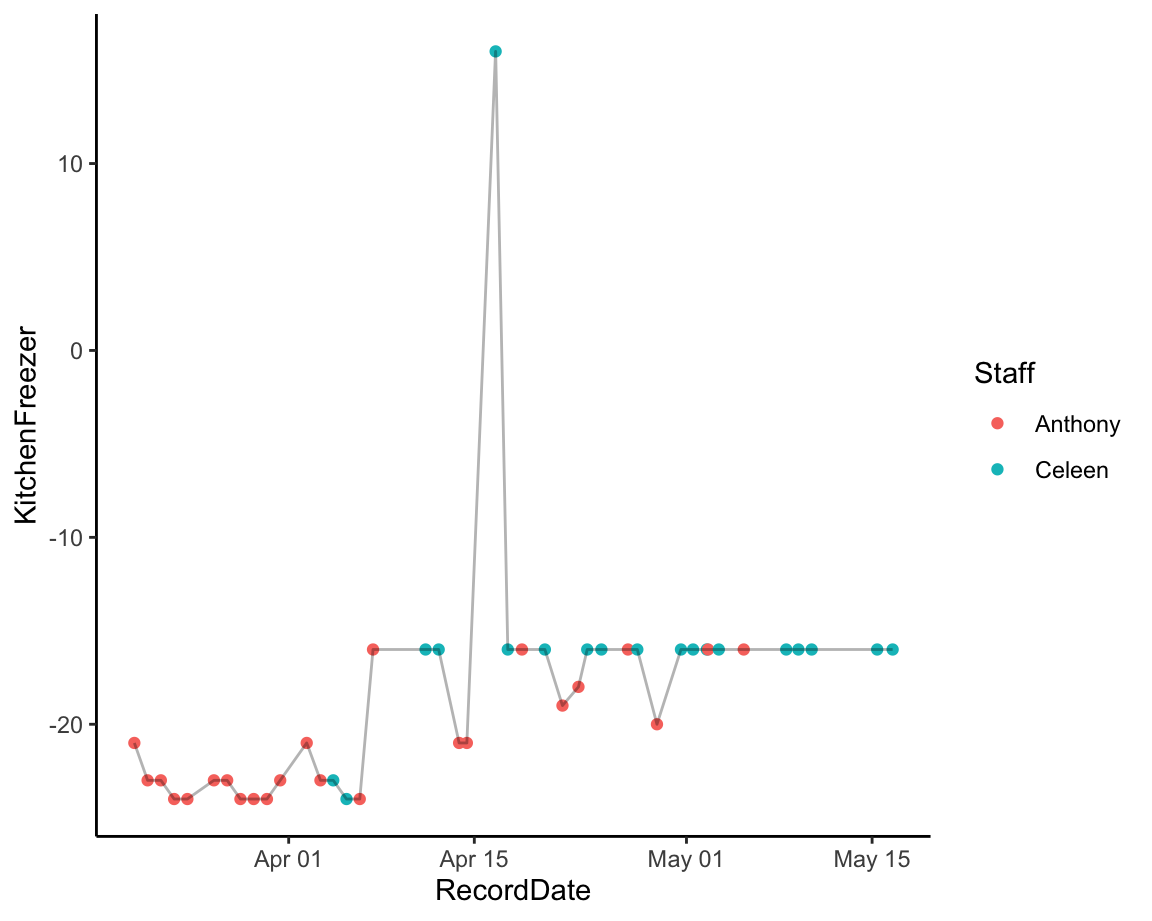 10
0
-10
-20
KitchenFreezer
Apr 01
Apr 15
May 01
May 15
RecordDate
Staff
Anthony
Celeen